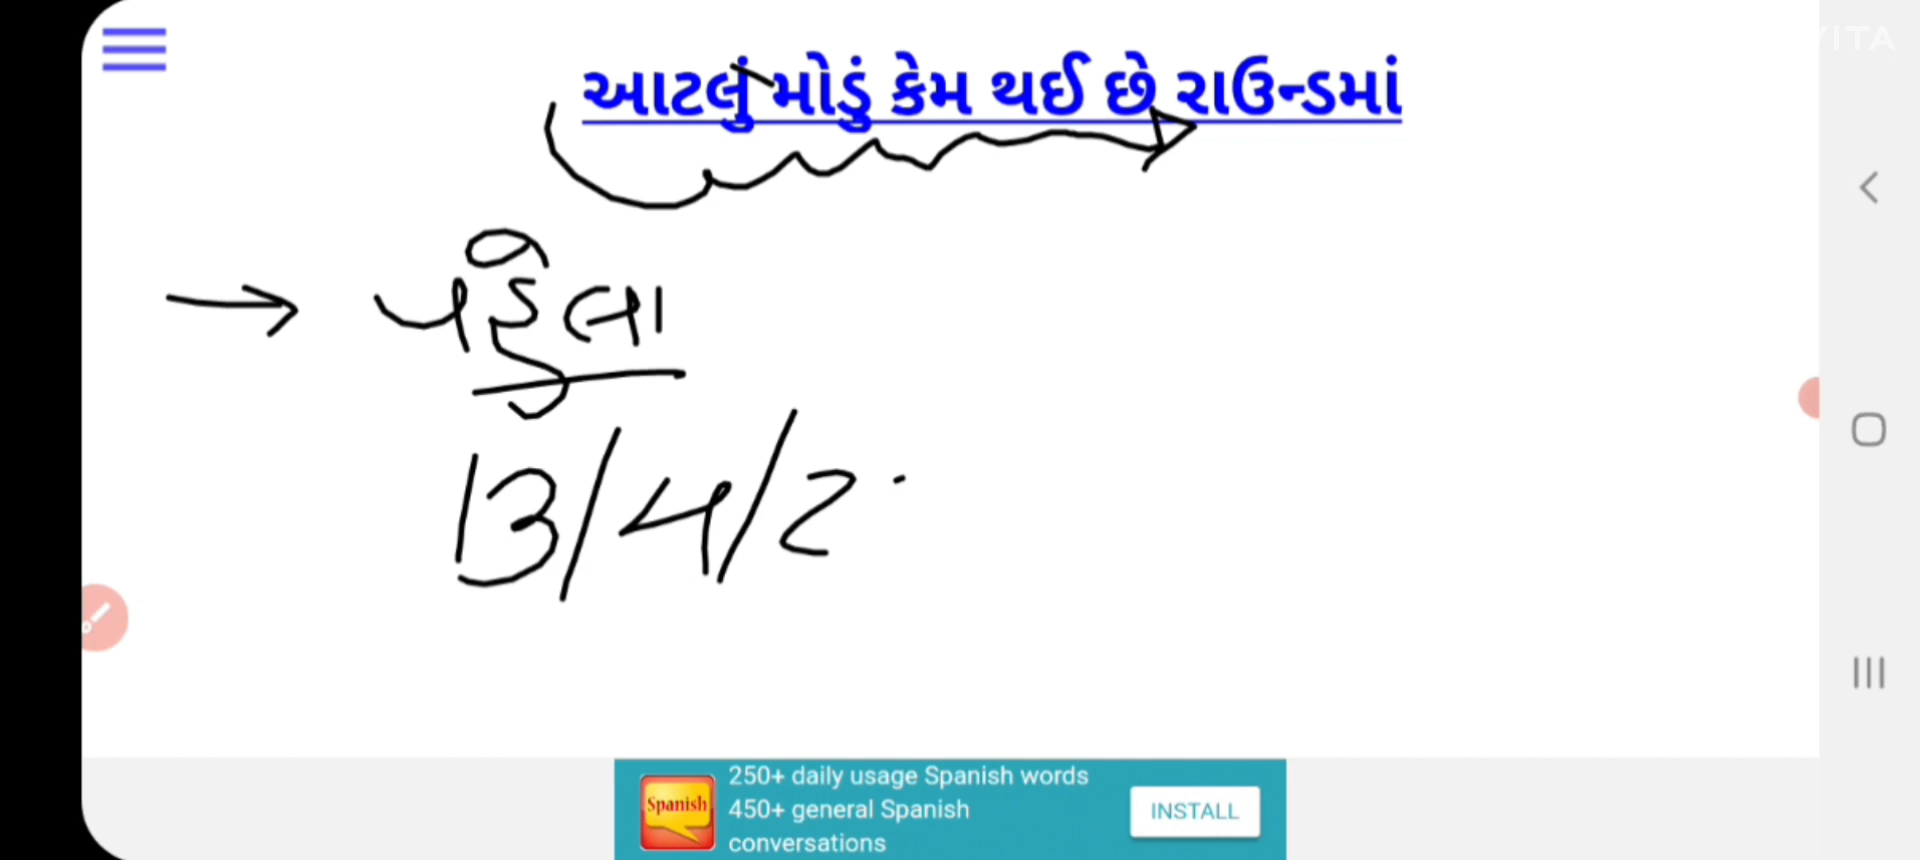 VITA
આટલું મોડું કેમ થઈ છે રાઉન્ડમાં
→ પહેલા
13/4/2
Spanish
250+ daily usage Spanish words
450+ general Spanish
conversations
INSTALL